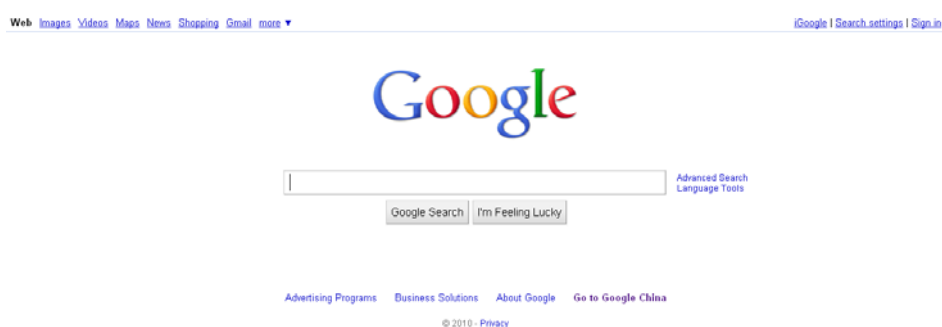 Web Images Videos Maps News Shopping Gmail more ▼ iGoogle | Search settings | Sign in
Google
Advanced Search
Language Tools
Google Search I'm Feeling Lucky
Advertising Programs Business Solutions About Google Go to Google China
© 2010 - Privacy